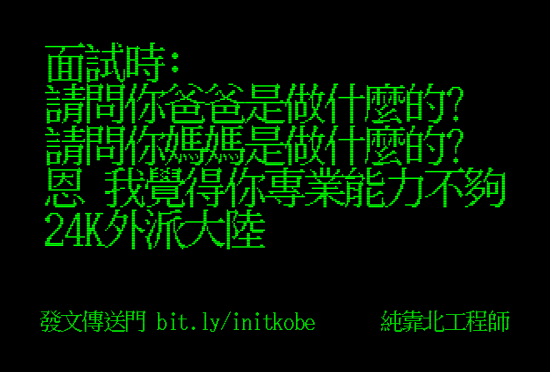 面試時:
請問你爸爸是做什麼的?
請問你媽媽是做什麼的?
恩 我覺得你專業能力不夠
24K外派大陸
發文傳送門 bit.ly/initkobe 純靠北工程師